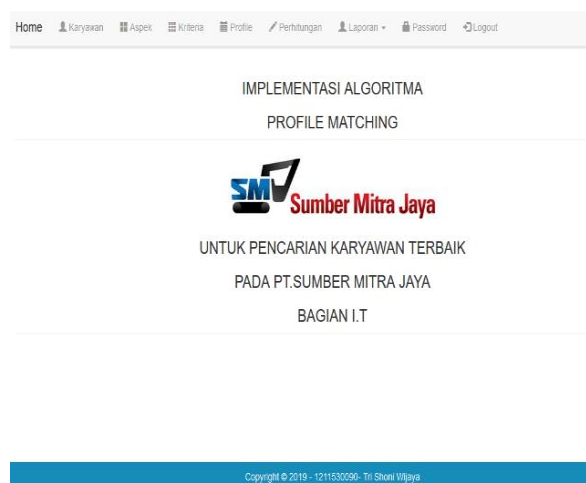 Home Karyawan Aspek Kriteria Profile Perhitungan Laporan Password Logout
IMPLEMENTASI ALGORITMA
PROFILE MATCHING
SM Sumber Mitra Jaya
UNTUK PENCARIAN KARYAWAN TERBAIK
PADA PT.SUMBER MITRA JAYA
BAGIAN I.T
Copyright © 2019 - 1211530090- Tri Shoni Wijaya